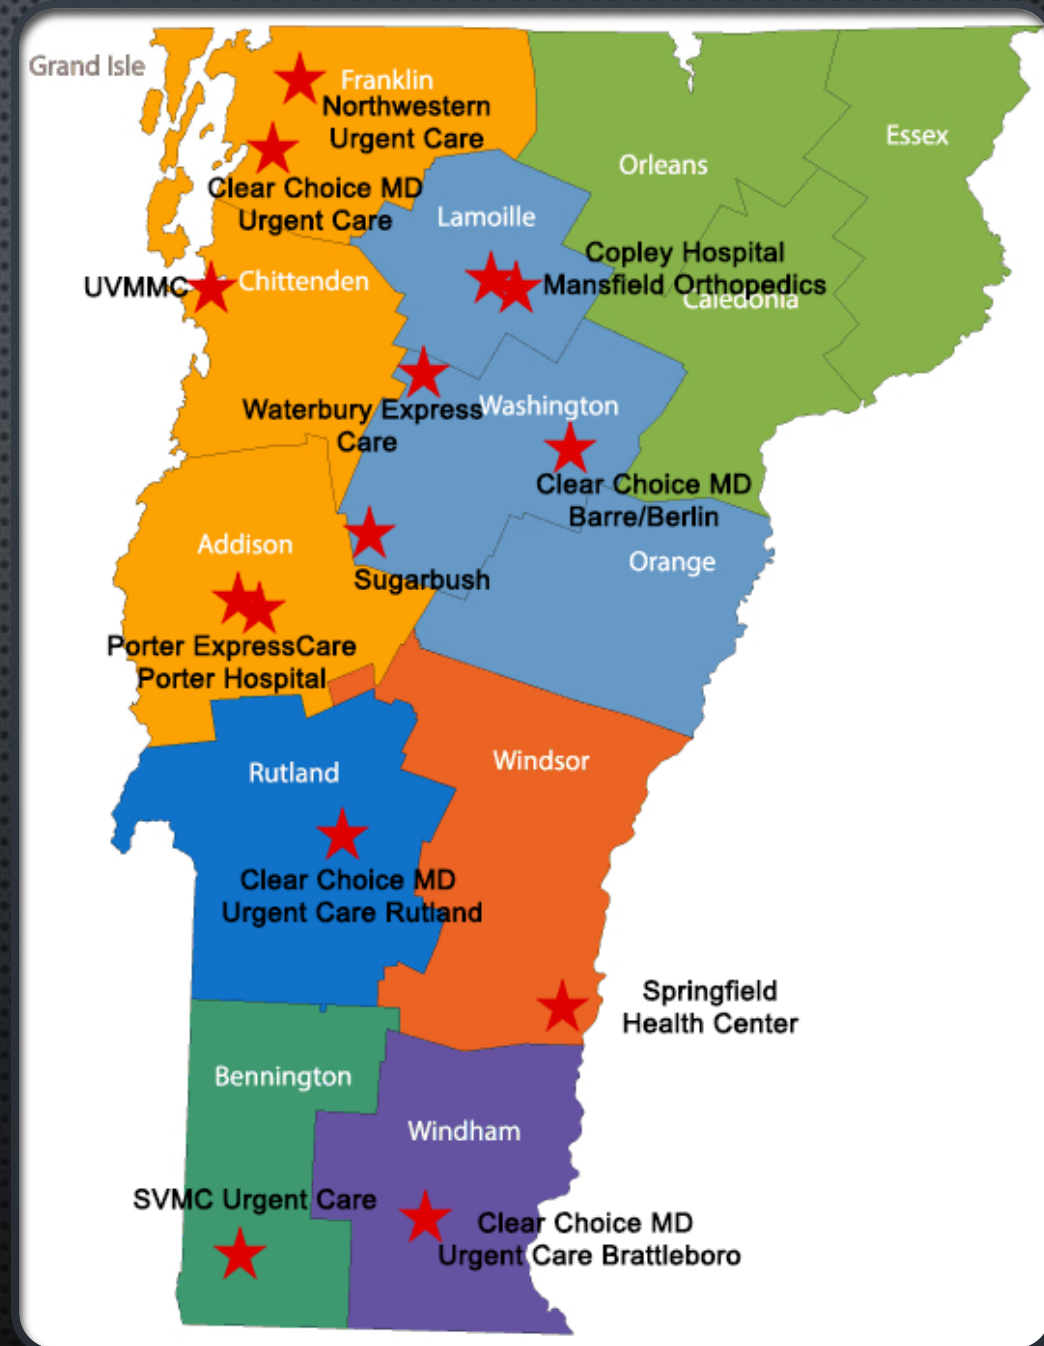 Grand Isle
Franklin
Northwestern
Urgent Care
Essex
Orleans
Clear Choice MD
Urgent Care
Lamoille
Copley Hospital
Mansfield Orthopedics
Caledonia
UVMMC
Chittenden
Waterbury Express
Care
Washington
Clear Choice MD
Barre/Berlin
Addison
Orange
Sugarbush
Porter ExpressCare
Porter Hospital
Windsor
Rutland
Clear Choice MD
Urgent Care Rutland
Springfield
Health Center
Bennington
Windham
SVMC Urgent Care
Clear Choice MD
Urgent Care Brattleboro